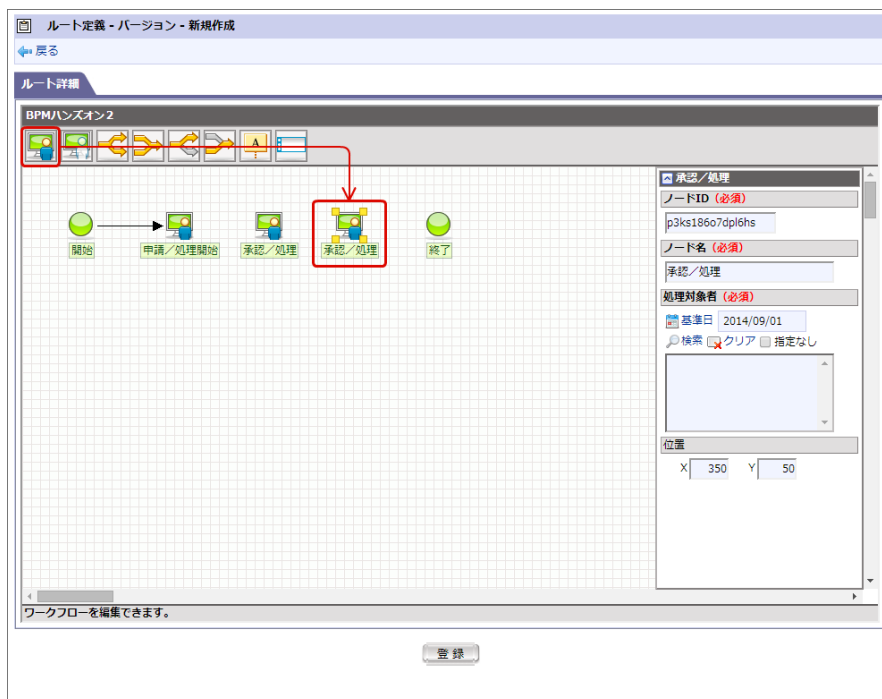 ルート定義 - バージョン - 新規作成
戻る
ルート詳細
BPMハンズオン2
A
開始
申請／処理開始
承認／処理
承認／処理
終了
承認／処理
ノードID（必須）
p3ks186o7dpl6hs
ノード名（必須）
承認／処理
処理対象者（必須）
基準日 2014/09/01
検索 クリア 指定なし
位置
X 350 Y 50
ワークフローを編集できます。
登録